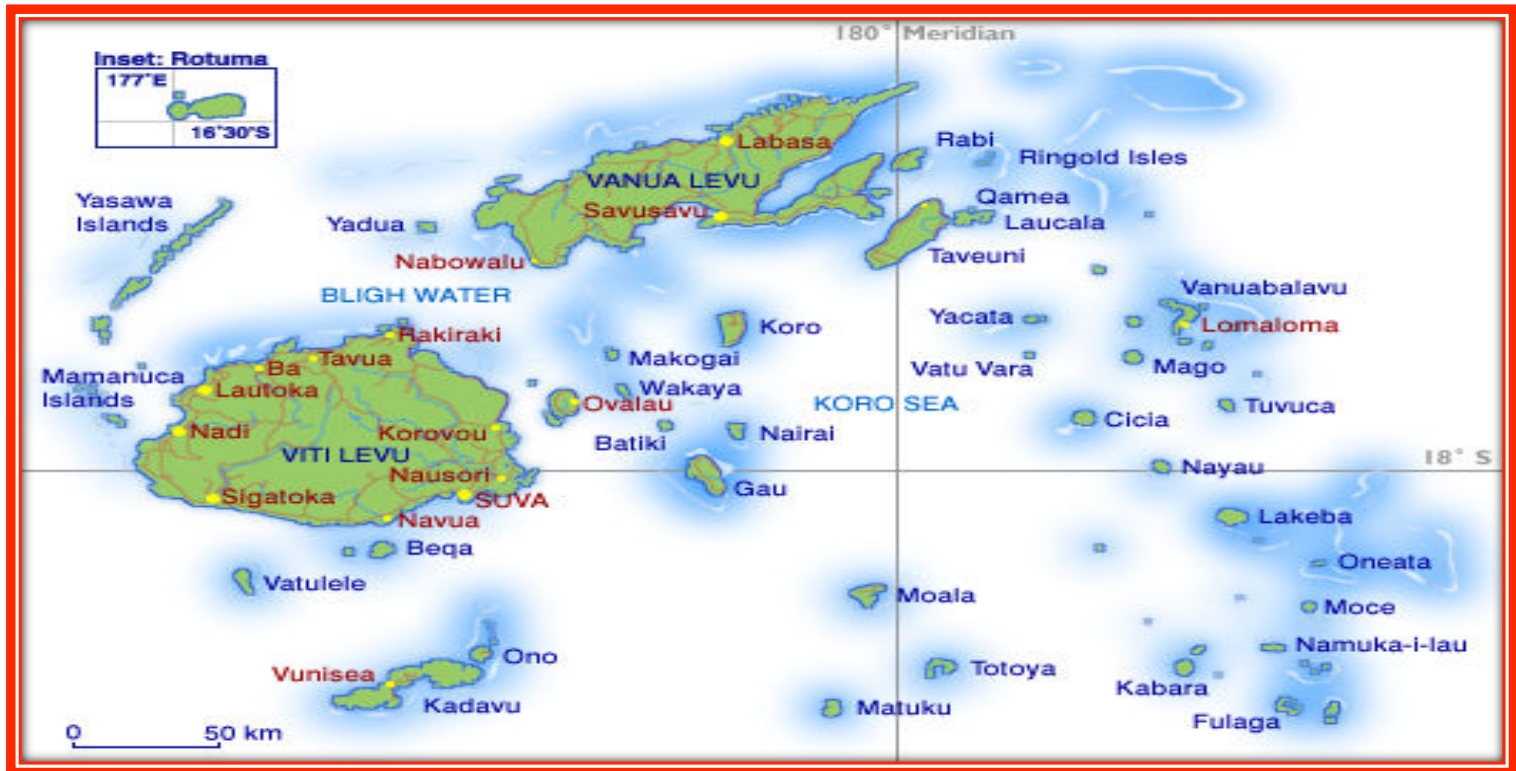 180° Meridian
Inset: Rotuma
177°E
16°30'S
Labasa
Rabi
Ringold Isles
VANUA LEVU
Yasawa
Islands
Qamea
Savusavu
Laucala
Yadua
Taveuni
Nabowalu
BLIGH WATER
Vanuabalavu
Yacata
Lomaloma
Koro
Rakiraki
Tavua
Makogai
Ba
Vatu Vara
Mago
Mamanuca
Islands
Lautoka
Wakaya
Ovalau
KORO SEA
Tuvuca
Cicia
Nadi
Korovou
Batiki
Nairai
VITI LEVU
18° S
Nayau
Nausori
Gau
Sigatoka
SUVA
Navua
Lakeba
Beqa
Oneata
Vatulele
Moala
Moce
Namuka-i-lau
Ono
Vunisea
Totoya
Kabara
Kadavu
Matuku
Fulaga
0
50 km